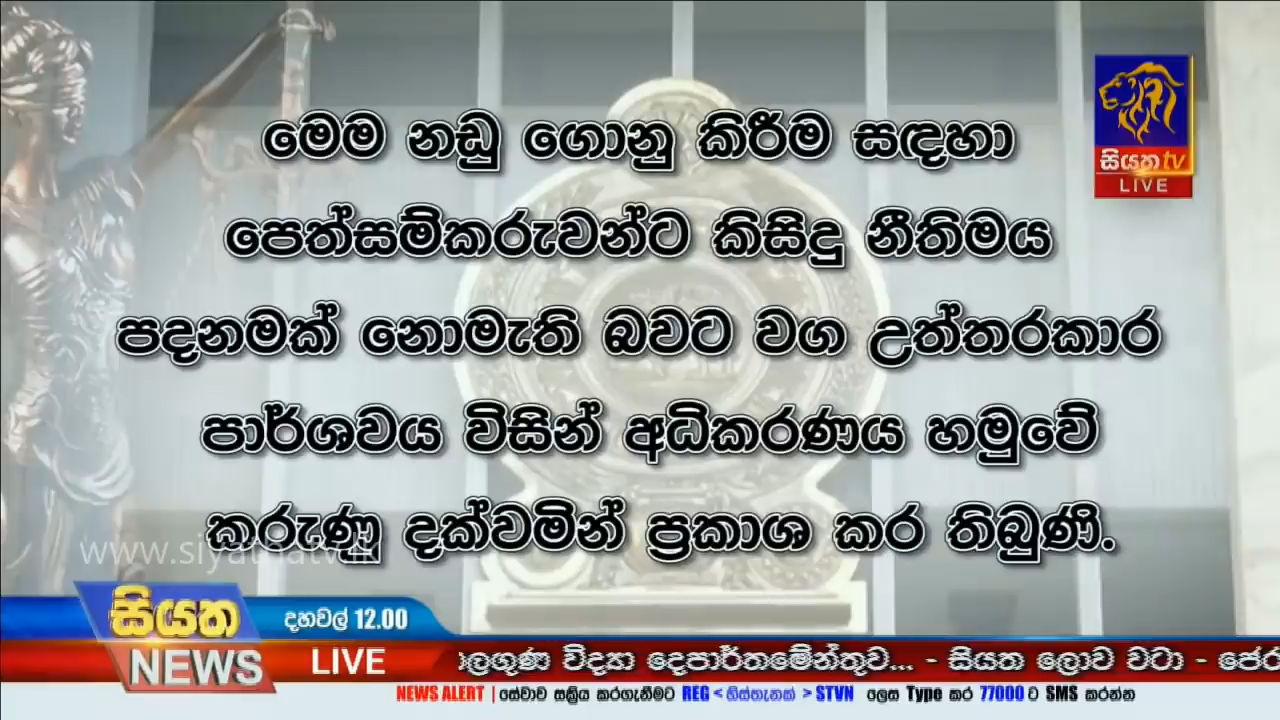 මෙම නඩු ගොනු කිරීම සඳහා
පෙත්සම්කරුවන්ට කිසිදු නීතිමය
පදනමක් නොමැති බවට වග උත්තරකාර
පාර්ශවය විසින් අධිකරණය හමුවේ
කරුණු දක්වමින් ප්‍රකාශ කර තිබුණි.
සියත tv
LIVE
www.siyathatv.lk
සියත
NEWS
දහවල් 12.00
LIVE
ාලගුණ විද්‍යා දෙපාර්තමේන්තුව... - සියත ලොව වටා - ජෙර
NEWS ALERT | සේවාව සක්‍රිය කරගැනීමට REG < හිස්තැනක් > STVN ලෙස Type කර 77000 ට SMS කරන්න